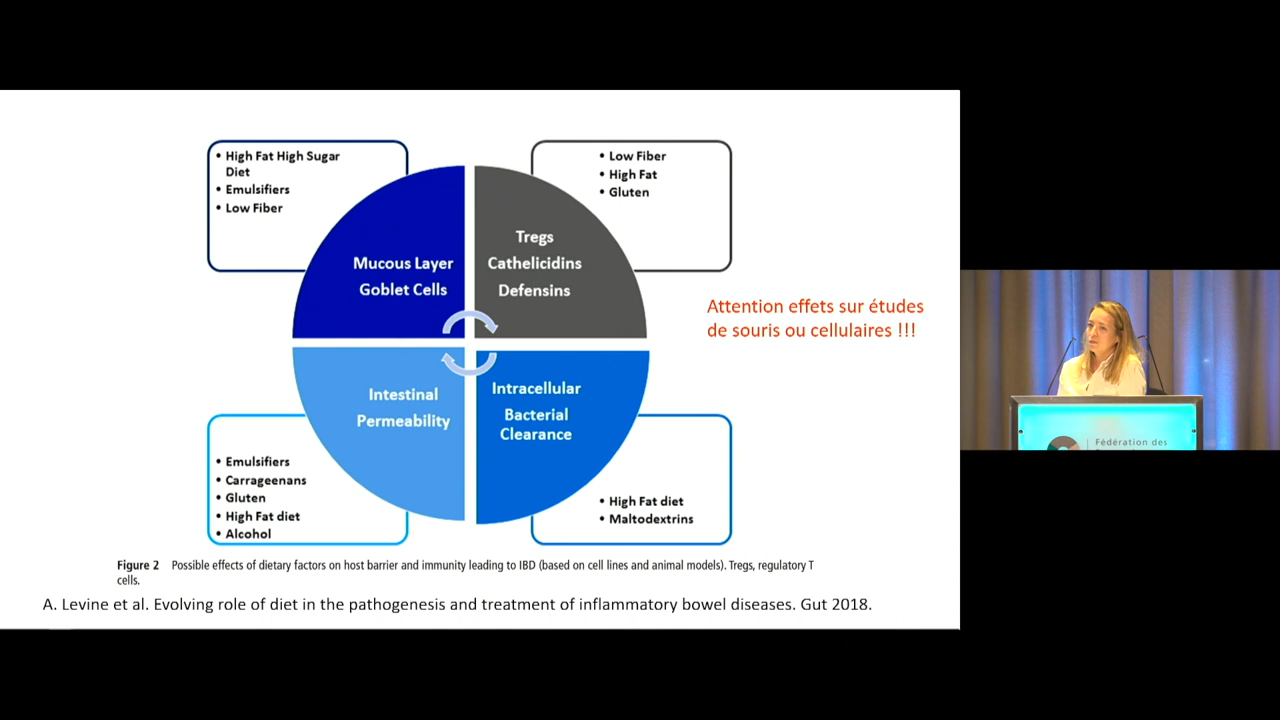 • High Fat High Sugar
Diet
• Emulsifiers
• Low Fiber
• Low Fiber
• High Fat
• Gluten
Mucous Layer
Goblet Cells
Tregs
Cathelicidins
Defensins
Attention effets sur études
de souris ou cellulaires !!!
Intestinal
Permeability
Intracellular
Bacterial
Clearance
• Emulsifiers
• Carrageenans
• Gluten
• High Fat diet
• Alcohol
• High Fat diet
• Maltodextrins
Figure 2 Possible effects of dietary factors on host barrier and immunity leading to IBD (based on cell lines and animal models). Tregs, regulatory T
cells.
A. Levine et al. Evolving role of diet in the pathogenesis and treatment of inflammatory bowel diseases. Gut 2018.
Fédération des